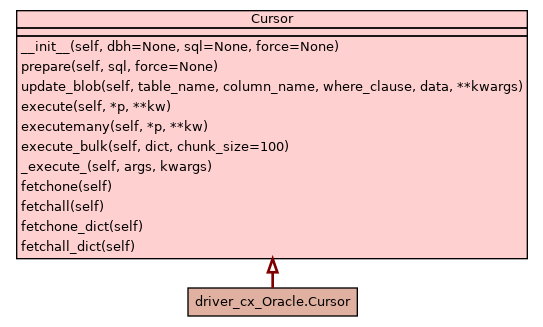 Cursor
__init__(self, dbh=None, sql=None, force=None)
prepare(self, sql, force=None)
update_blob(self, table_name, column_name, where_clause, data, **kwargs)
execute(self, *p, **kw)
executemany(self, *p, **kw)
execute_bulk(self, dict, chunk_size=100)
_execute_(self, args, kwargs)
fetchone(self)
fetchall(self)
fetchone_dict(self)
fetchall_dict(self)
driver_cx_Oracle.Cursor